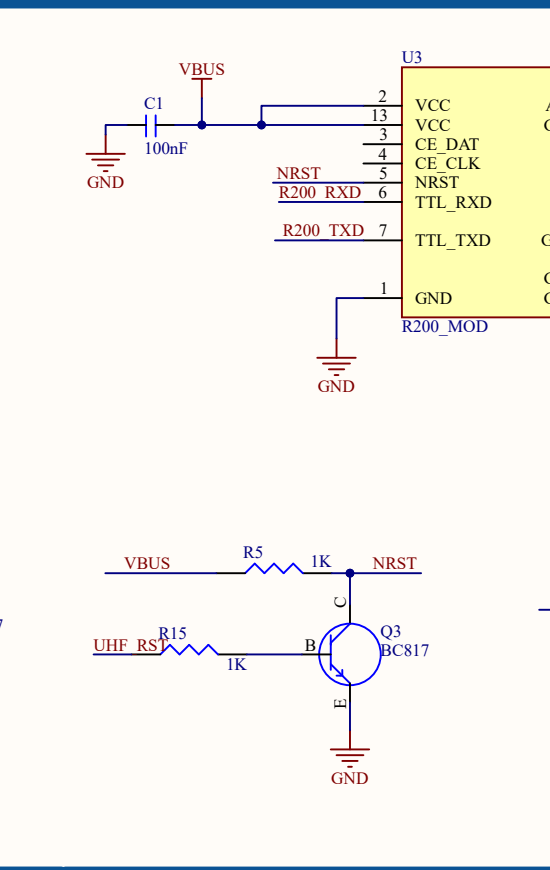 U3
VBUS
C1
100nF
GND
2 VCC
13 VCC
3 CE_DAT
4 CE_CLK
NRST 5 NRST
R200_RXD 6 TTL_RXD
R200_TXD 7 TTL_TXD
1 GND
R200_MOD
GND
VBUS R5 1K NRST
C
UHF_RST R15 1K B Q3
BC817
E
GND